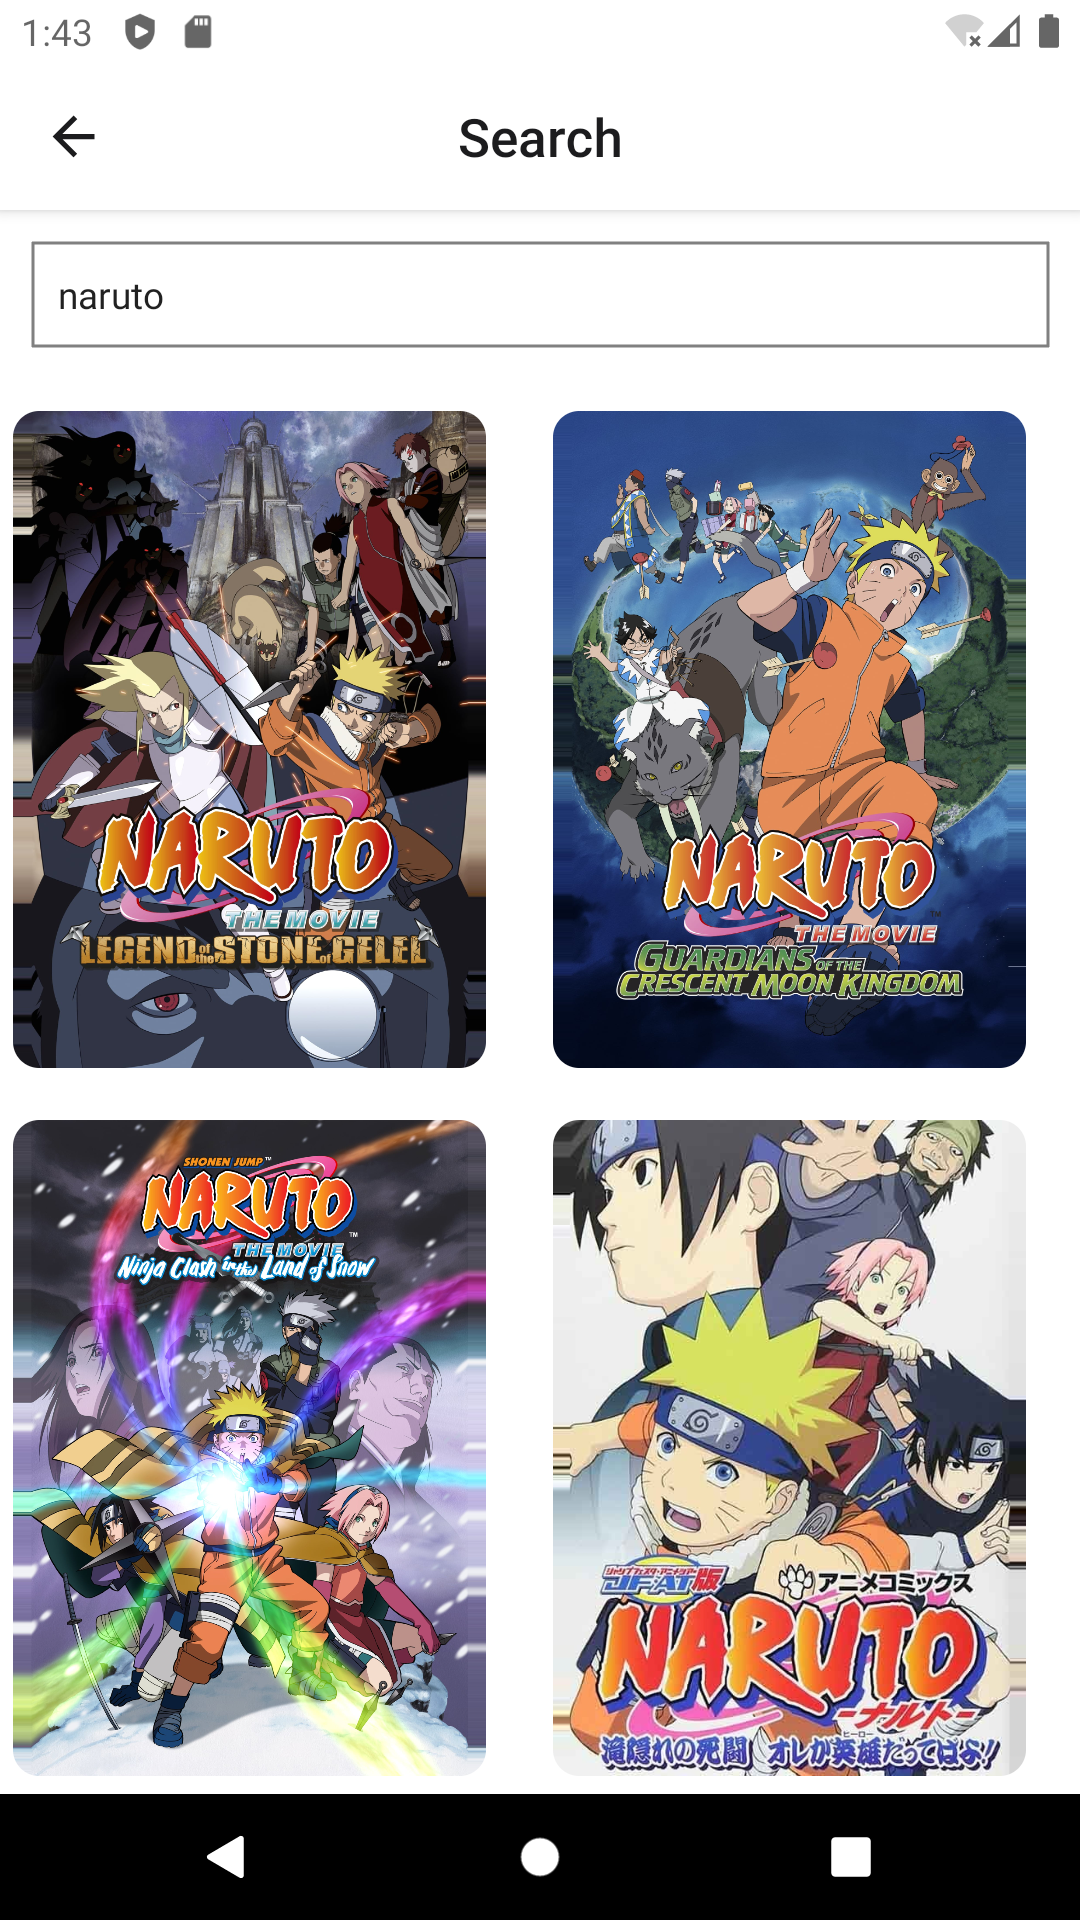 1:43
Search
naruto
NARUTO
THE MOVIE
LEGEND of the STONE of GELEL
NARUTO
THE MOVIE
GUARDIANS OF THE
CRESCENT MOON KINGDOM
SHONEN JUMP™
NARUTO™
THE MOVIE
Ninja Clash in the Land of Snow
ジャンプフェスタ・アニメツアー
JF-AT版
アニメコミックス
NARUTO
-ナルト-
滝隠れの死闘 オレが英雄だってばよ!
ヒーロー